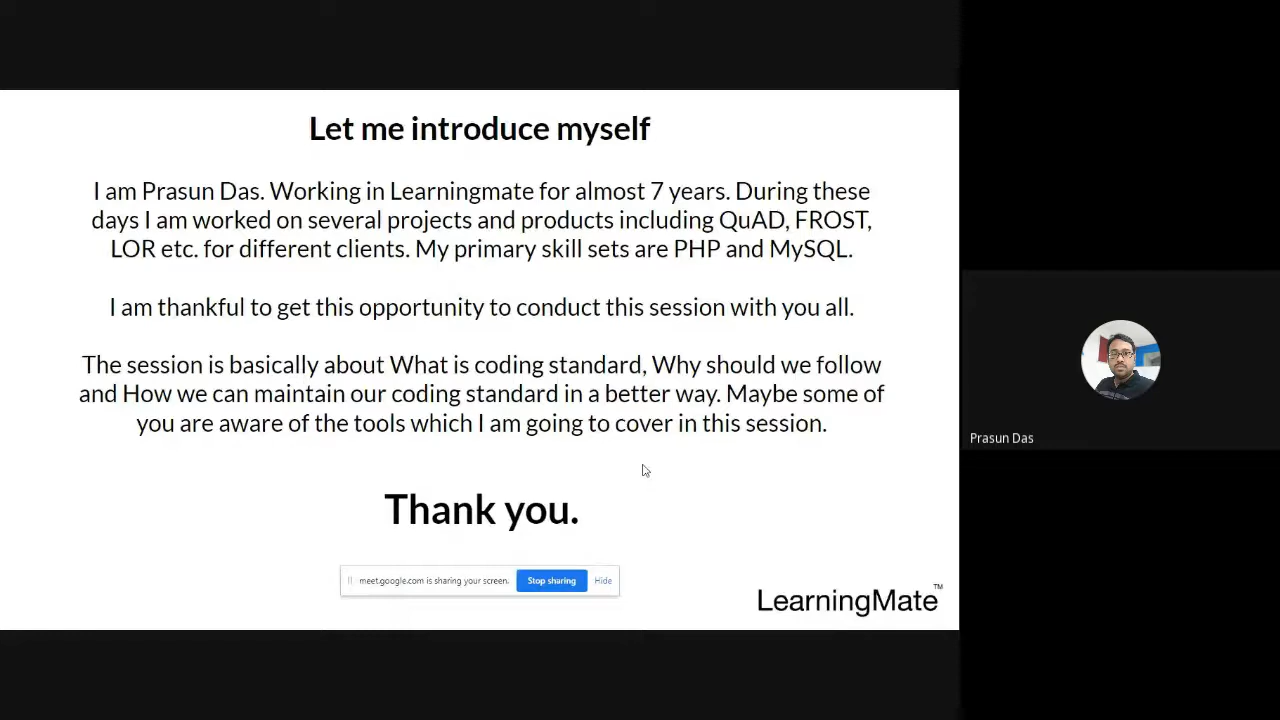 Let me introduce myself
I am Prasun Das. Working in Learningmate for almost 7 years. During these
days I am worked on several projects and products including QuAD, FROST,
LOR etc. for different clients. My primary skill sets are PHP and MySQL.
I am thankful to get this opportunity to conduct this session with you all.
The session is basically about What is coding standard, Why should we follow
and How we can maintain our coding standard in a better way. Maybe some of
you are aware of the tools which I am going to cover in this session.
Thank you.
meet.google.com is sharing your screen. Stop sharing Hide
LearningMate™
Prasun Das